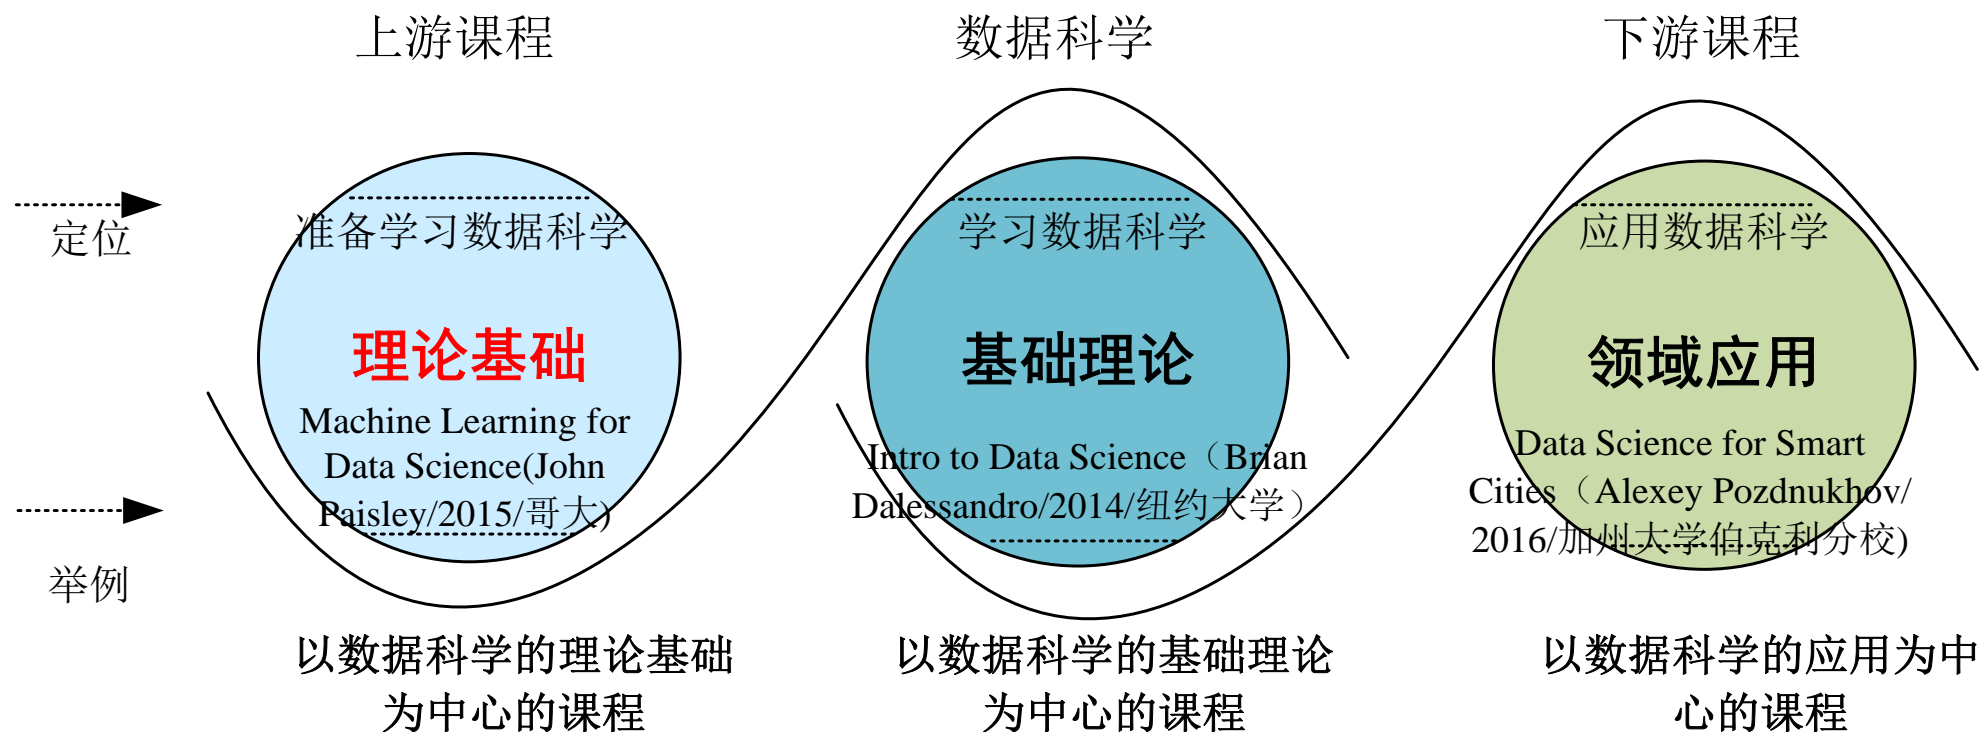 上游课程
数据科学
下游课程
定位
准备学习数据科学
学习数据科学
应用数据科学
理论基础
基础理论
领域应用
Machine Learning for
Data Science(John
Paisley/2015/哥大)
Intro to Data Science（Brian
Dalessandro/2014/纽约大学）
Data Science for Smart
Cities（Alexey Pozdnukhov/
2016/加州大学伯克利分校)
举例
以数据科学的理论基础
为中心的课程
以数据科学的基础理论
为中心的课程
以数据科学的应用为中
心的课程